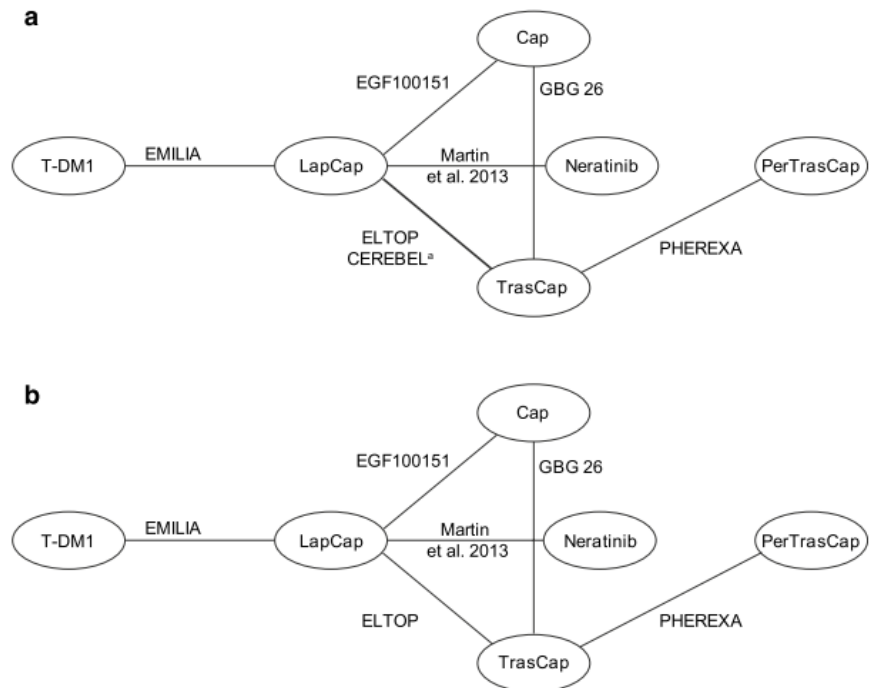 a
Cap
EGF100151
GBG 26
T-DM1
EMILIA
LapCap
Martin
et al. 2013
Neratinib
PerTrasCap
ELTOP
CEREBELᵃ
PHEREXA
TrasCap
b
Cap
EGF100151
GBG 26
T-DM1
EMILIA
LapCap
Martin
et al. 2013
Neratinib
PerTrasCap
ELTOP
PHEREXA
TrasCap